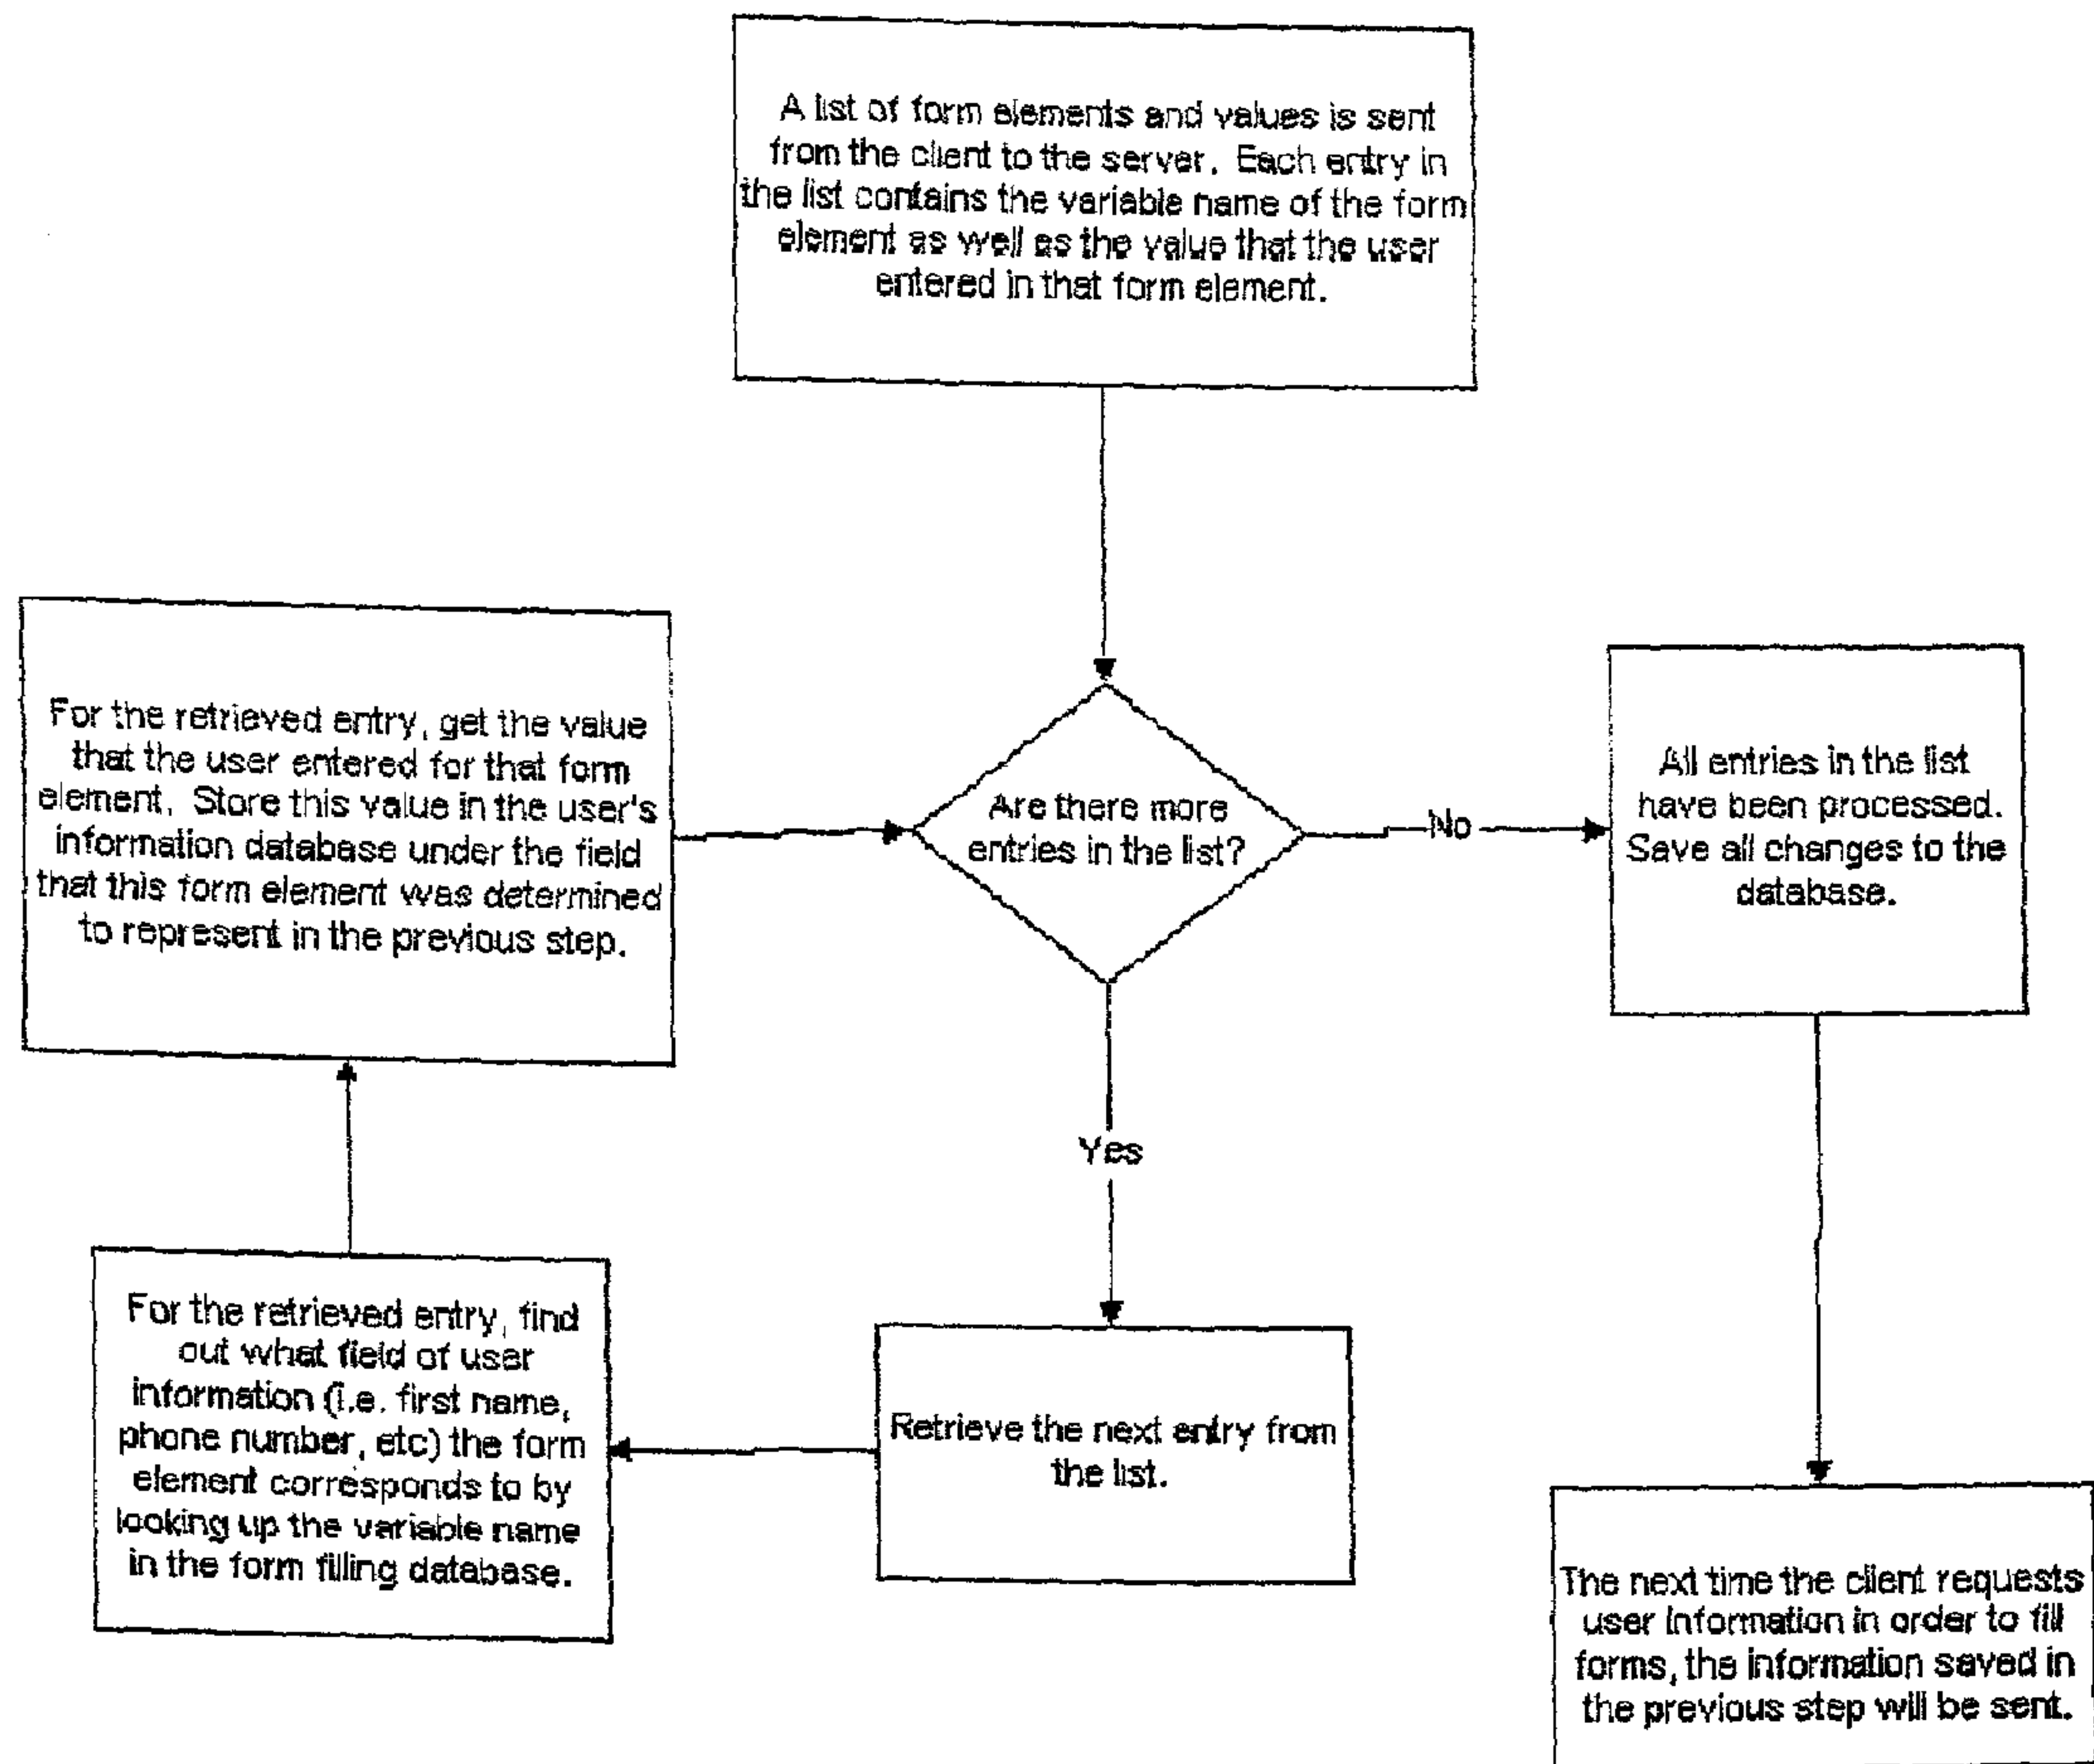 A list of form elements and values is sent
from the client to the server. Each entry in
the list contains the variable name of the form
element as well as the value that the user
entered in that form element.
For the retrieved entry, get the value
that the user entered for that form
element. Store this value in the user's
information database under the field
that this form element was determined
to represent in the previous step.
Are there more
entries in the list?
No
All entries in the list
have been processed.
Save all changes to the
database.
Yes
For the retrieved entry, find
out what field of user
information (i.e. first name,
phone number, etc) the form
element corresponds to by
looking up the variable name
in the form filling database.
Retrieve the next entry from
the list.
The next time the client requests
user information in order to fill
forms, the information saved in
the previous step will be sent.